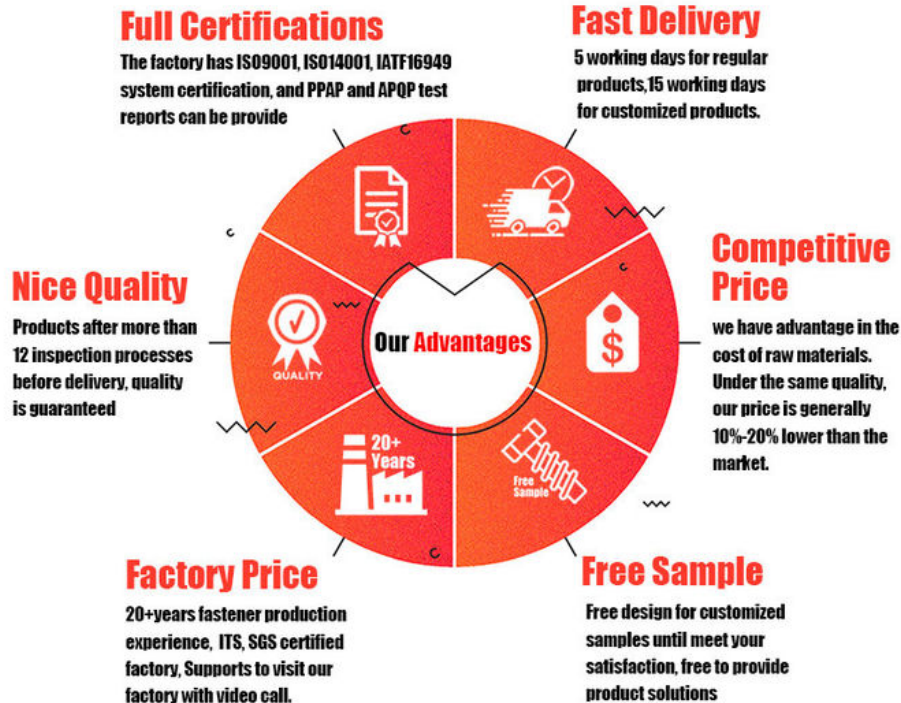 Full Certifications
The factory has ISO9001, ISO14001, IATF16949
system certification, and PPAP and APQP test
reports can be provide
Fast Delivery
5 working days for regular
products,15 working days
for customized products.
Nice Quality
Products after more than
12 inspection processes
before delivery, quality
is guaranteed
QUALITY
Our Advantages
$
Competitive
Price
we have advantage in the
cost of raw materials.
Under the same quality,
our price is generally
10%-20% lower than the
market.
20+
Years
Free
Sample
Factory Price
20+years fastener production
experience, ITS, SGS certified
factory, Supports to visit our
factory with video call.
Free Sample
Free design for customized
samples until meet your
satisfaction, free to provide
product solutions